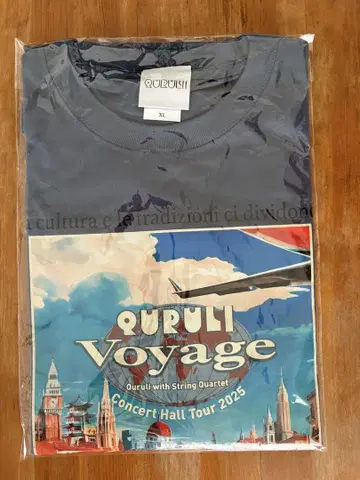 QURULI
XL
cultura e le tradizioni ci dividono
QURULI
Voyage
Quruli with String Quartet
Concert Hall Tour 2025